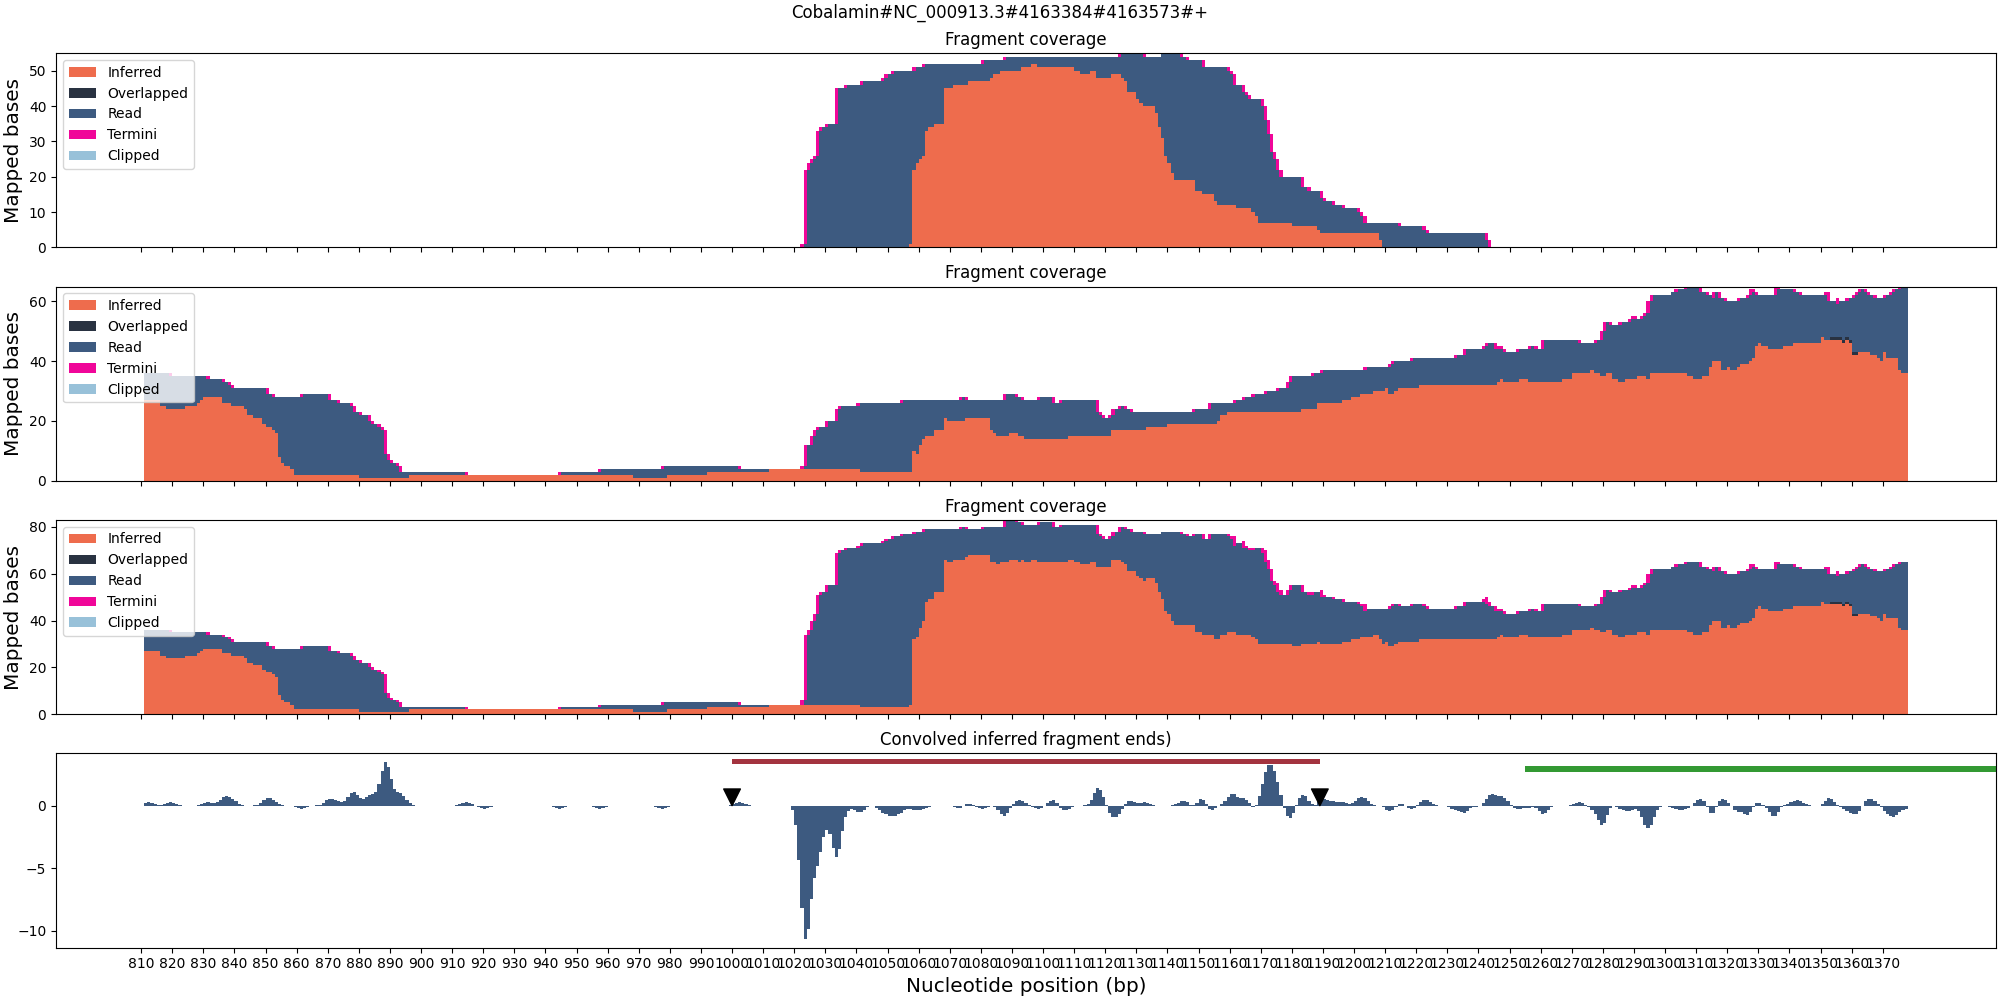 Cobalamin#NC_000913.3#4163384#4163573#+
Fragment coverage
Mapped bases
50
40
30
20
10
0
Inferred
Overlapped
Read
Termini
Clipped
Fragment coverage
Mapped bases
60
40
20
0
Inferred
Overlapped
Read
Termini
Clipped
Fragment coverage
Mapped bases
80
60
40
20
0
Inferred
Overlapped
Read
Termini
Clipped
Convolved inferred fragment ends)
0
−5
−10
810 820 830 840 850 860 870 880 890 900 910 920 930 940 950 960 970 980 990 1000 1010 1020 1030 1040 1050 1060 1070 1080 1090 1100 1110 1120 1130 1140 1150 1160 1170 1180 1190 1200 1210 1220 1230 1240 1250 1260 1270 1280 1290 1300 1310 1320 1330 1340 1350 1360 1370
Nucleotide position (bp)